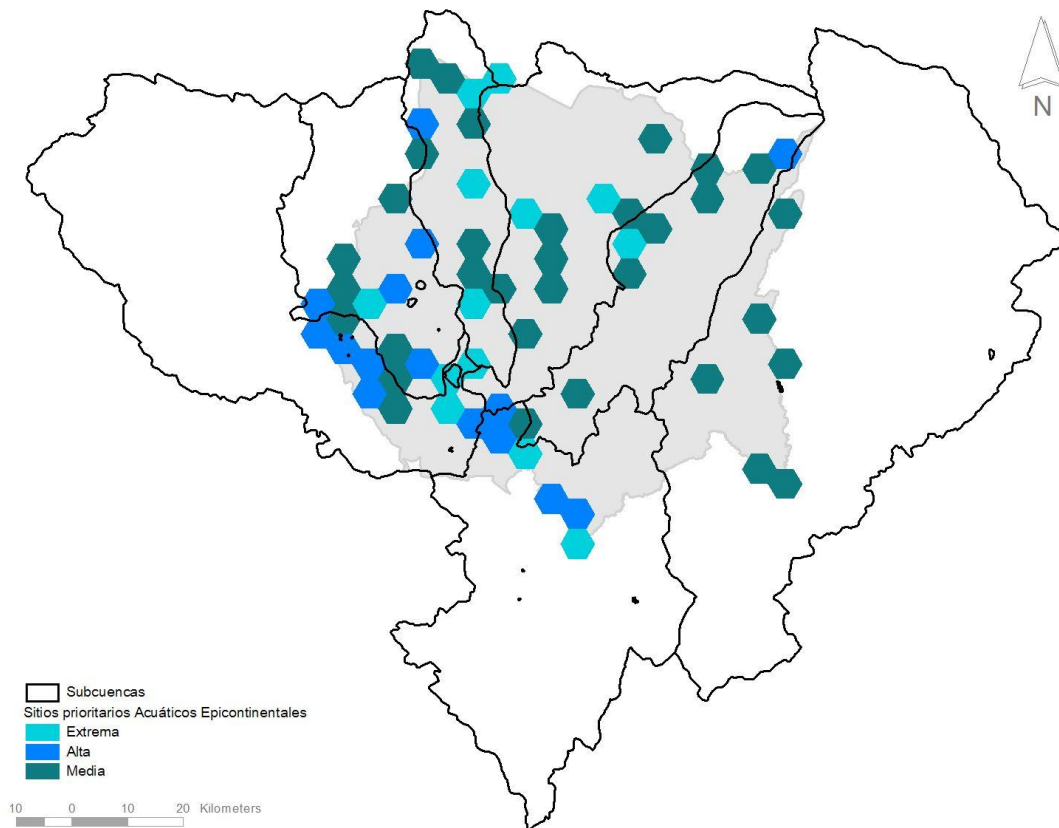 N
Subcuencas
Sitios prioritarios Acuáticos Epicontinentales
Extrema
Alta
Media
10 0 10 20 Kilometers